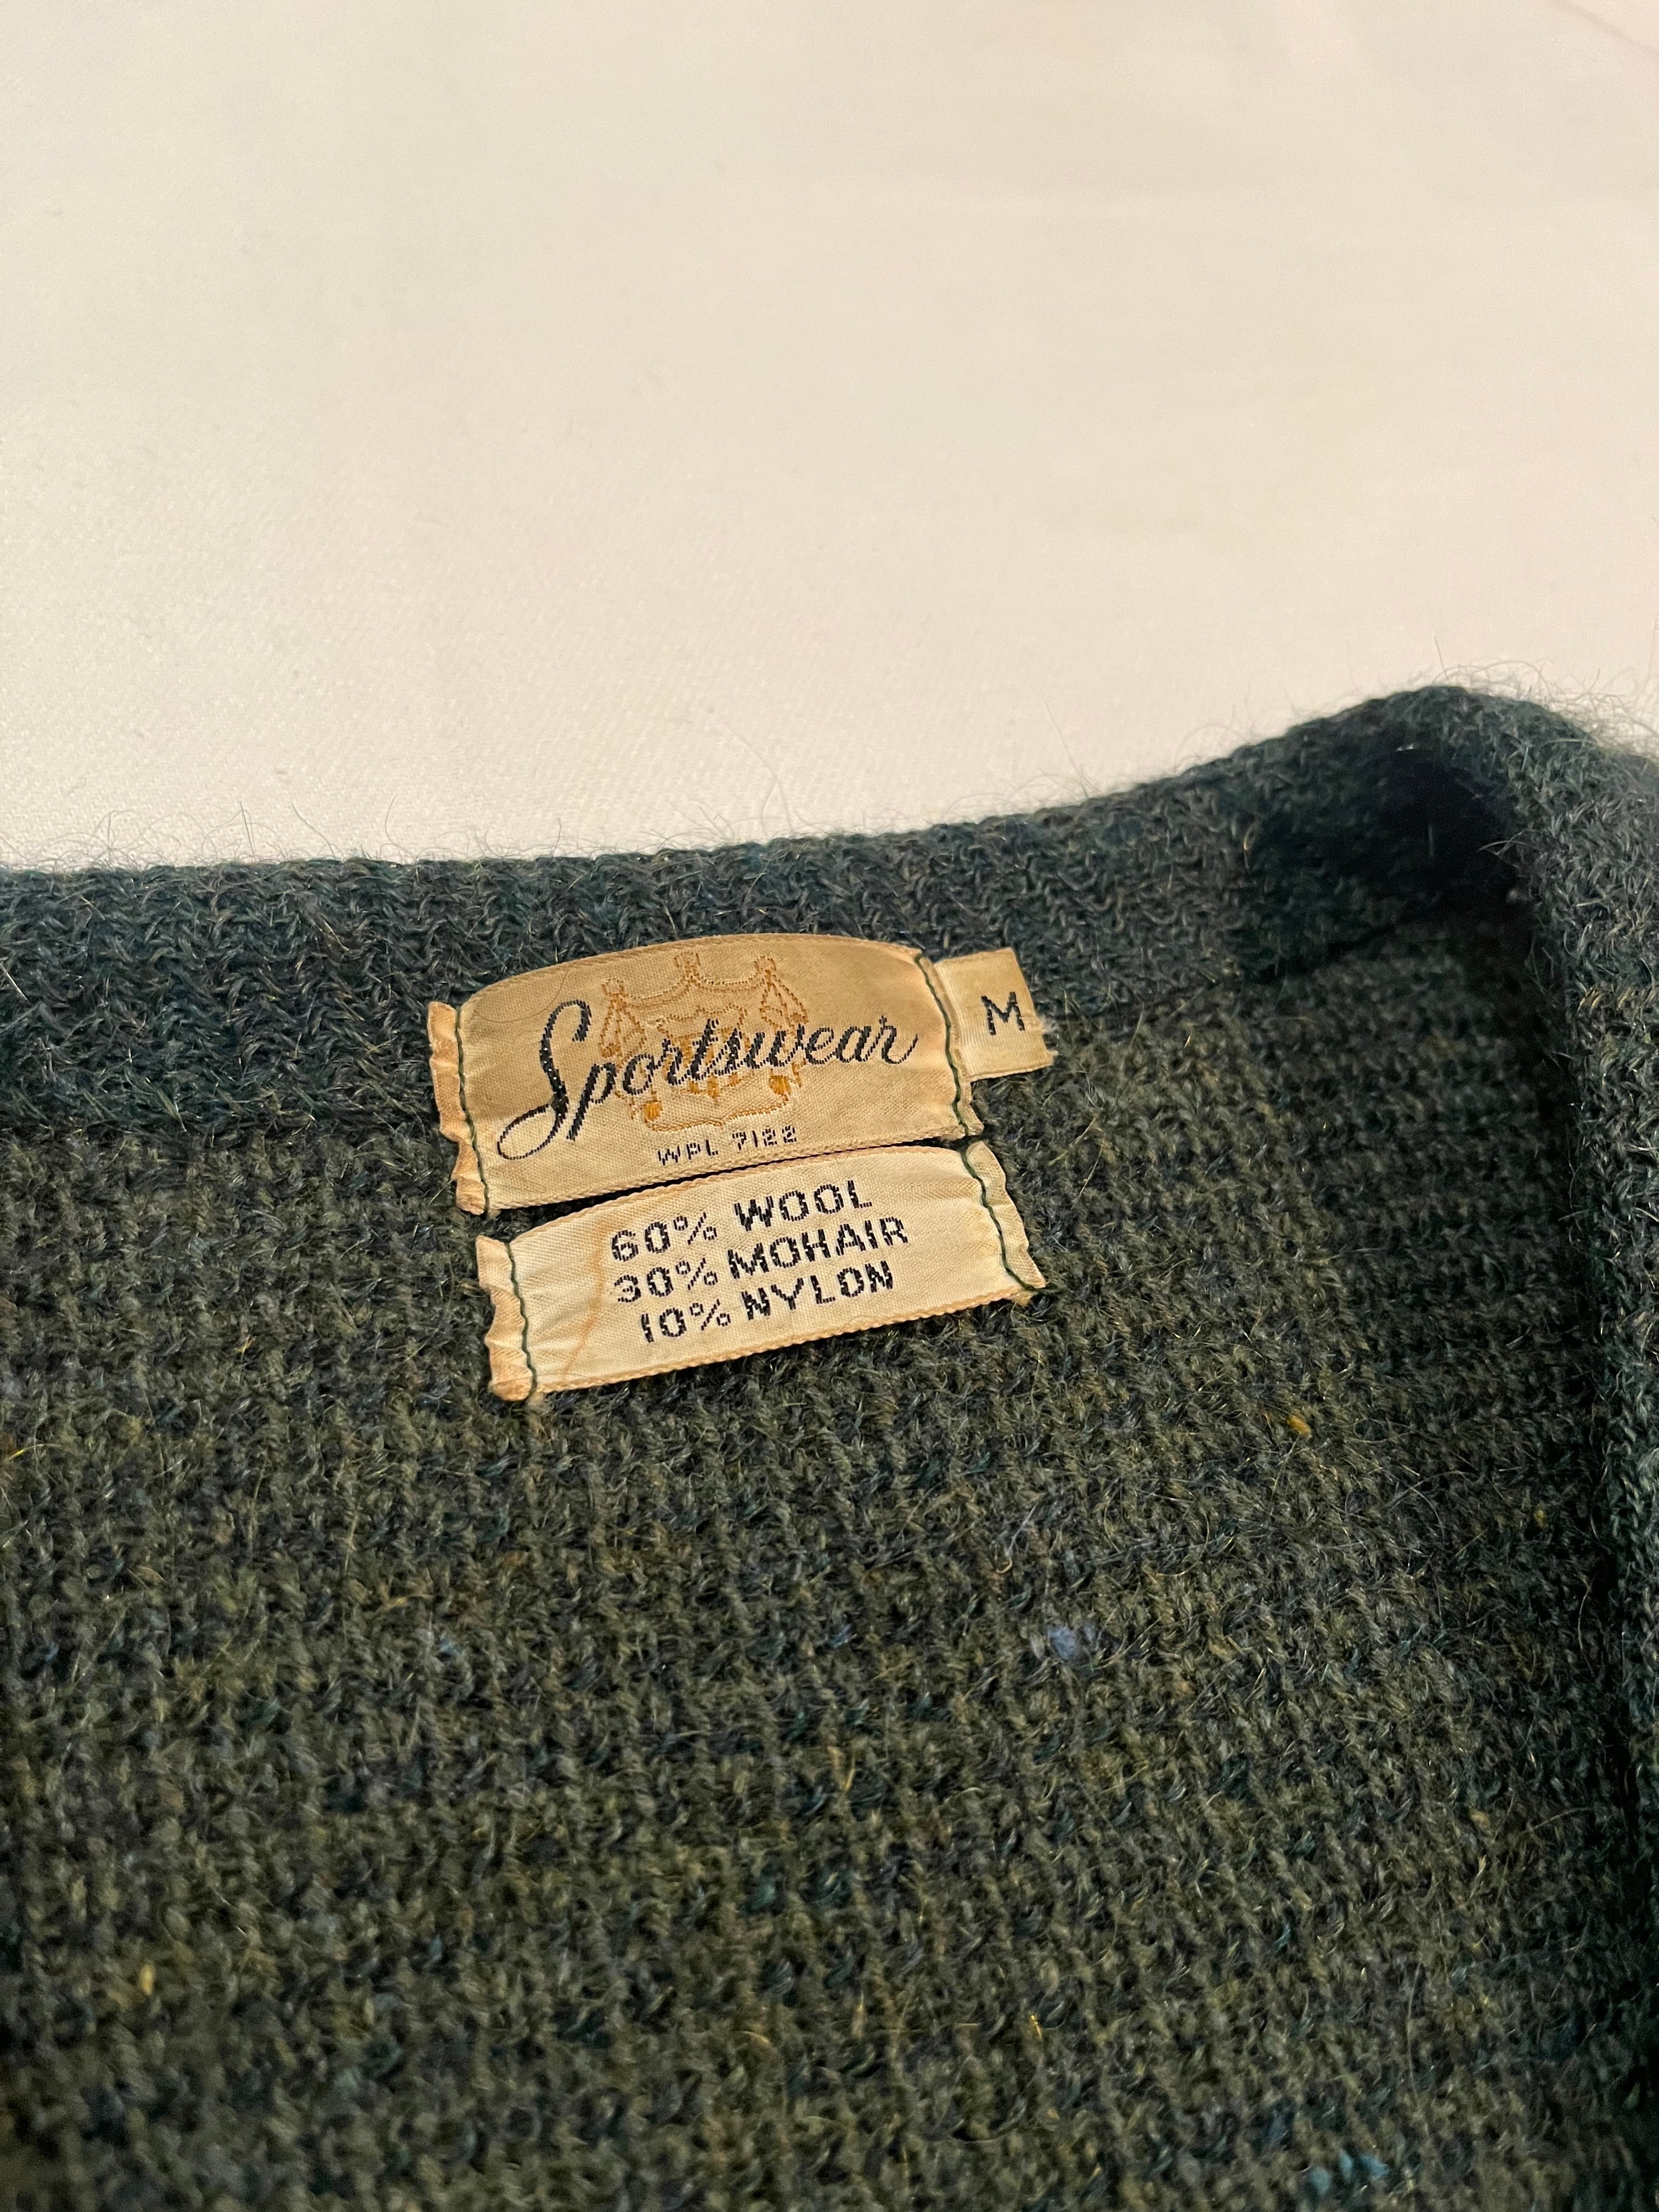 Sportswear
M
WPL 7122
60% WOOL
30% MOHAIR
10% NYLON